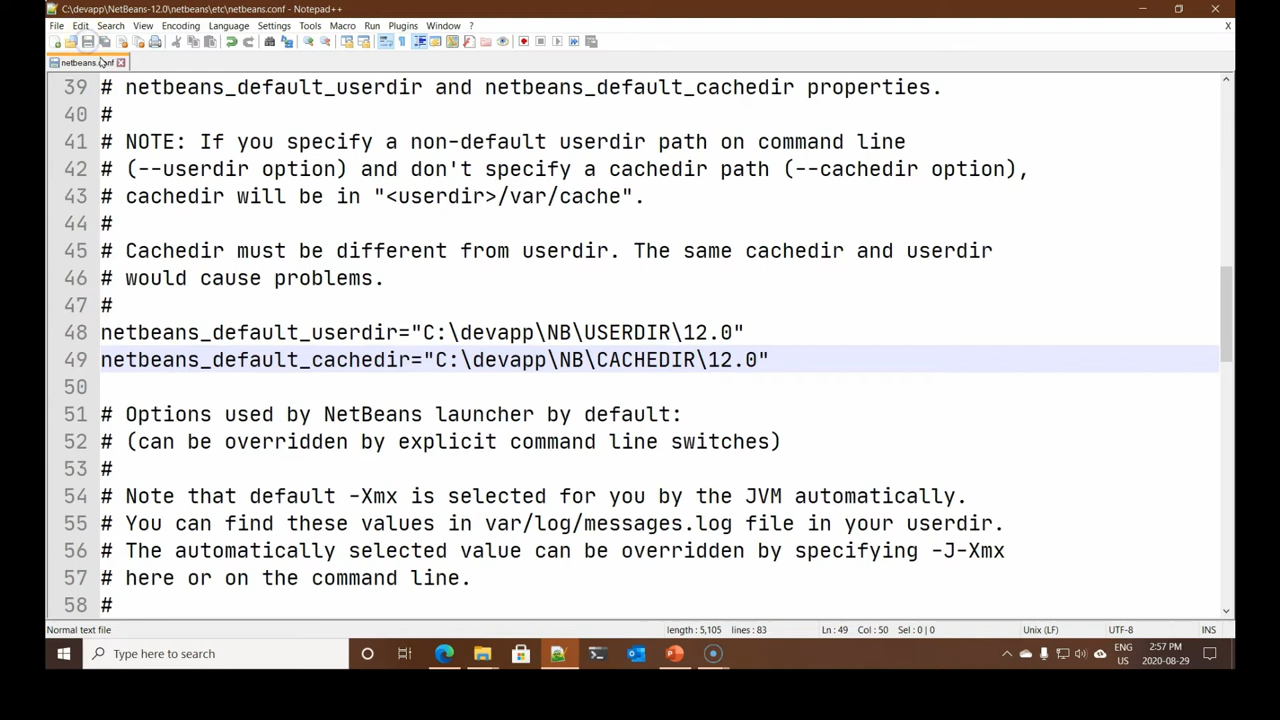 C:\devapp\NetBeans-12.0\netbeans\etc\netbeans.conf - Notepad++
File Edit Search View Encoding Language Settings Tools Macro Run Plugins Window ? X
netbeans.conf
39 # netbeans_default_userdir and netbeans_default_cachedir properties.
40 #
41 # NOTE: If you specify a non-default userdir path on command line
42 # (--userdir option) and don't specify a cachedir path (--cachedir option),
43 # cachedir will be in "<userdir>/var/cache".
44 #
45 # Cachedir must be different from userdir. The same cachedir and userdir
46 # would cause problems.
47 #
48 netbeans_default_userdir="C:\devapp\NB\USERDIR\12.0"
49 netbeans_default_cachedir="C:\devapp\NB\CACHEDIR\12.0"
50
51 # Options used by NetBeans launcher by default:
52 # (can be overridden by explicit command line switches)
53 #
54 # Note that default -Xmx is selected for you by the JVM automatically.
55 # You can find these values in var/log/messages.log file in your userdir.
56 # The automatically selected value can be overridden by specifying -J-Xmx
57 # here or on the command line.
58 #
Normal text file length : 5,105 lines : 83 Ln : 49 Col : 50 Sel : 0 | 0 Unix (LF) UTF-8 INS
Type here to search
ENG
US
2:57 PM
2020-08-29